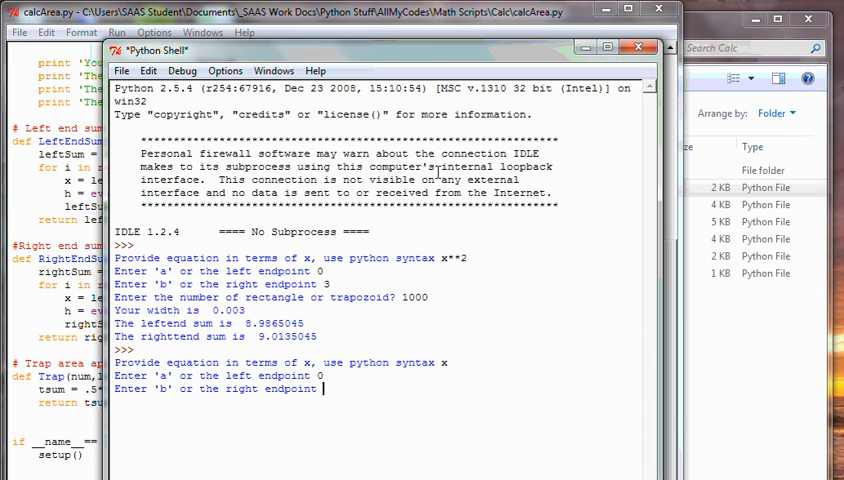 calcArea.py - C:\Users\SAAS Student\Documents\_SAAS Work Docs\Python Stuff\AllMyCodes\Math Scripts\Calc\calcArea.py
File Edit Format Run Options Windows
print 'You
print 'The
print 'The
print 'The
# Left end sum
def LeftEndSum
leftSum =
for i in r
x = le
h = ev
leftSu
return lef
#Right end sum
def RightEndSu
rightSum =
for i in r
x = le
h = ev
rightS
return rig
# Trap area ap
def Trap(num,l
tsum = .5*
return tsu
if __name__ ==
setup()
*Python Shell*
File Edit Debug Options Windows Help
Python 2.5.4 (r254:67916, Dec 23 2008, 15:10:54) [MSC v.1310 32 bit (Intel)] on
win32
Type "copyright", "credits" or "license()" for more information.
****************************************************************
Personal firewall software may warn about the connection IDLE
makes to its subprocess using this computer's internal loopback
interface. This connection is not visible on any external
interface and no data is sent to or received from the Internet.
****************************************************************
IDLE 1.2.4 ==== No Subprocess ====
>>>
Provide equation in terms of x, use python syntax x**2
Enter 'a' or the left endpoint 0
Enter 'b' or the right endpoint 3
Enter the number of rectangle or trapozoid? 1000
Your width is 0.003
The leftend sum is 8.9865045
The righttend sum is 9.0135045
>>>
Provide equation in terms of x, use python syntax x
Enter 'a' or the left endpoint 0
Enter 'b' or the right endpoint
Search Calc
Arrange by: Folder
ze Type
File folder
2 KB Python File
4 KB Python File
5 KB Python File
4 KB Python File
2 KB Python File
1 KB Python File